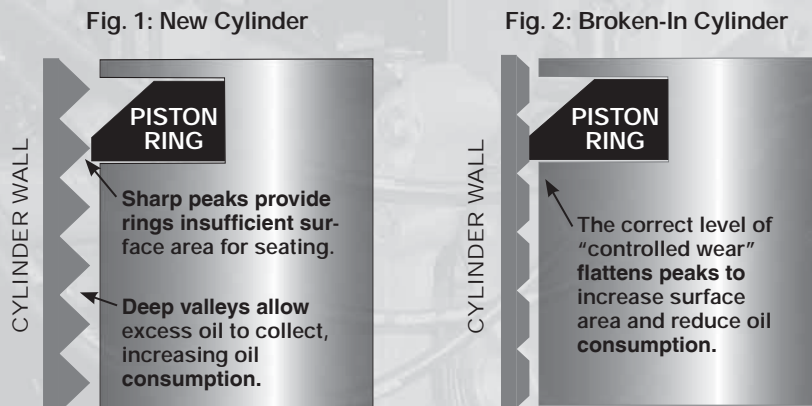 Fig. 1: New Cylinder
CYLINDER WALL
PISTON
RING
Sharp peaks provide
rings insufficient sur-
face area for seating.
Deep valleys allow
excess oil to collect,
increasing oil
consumption.
Fig. 2: Broken-In Cylinder
CYLINDER WALL
PISTON
RING
The correct level of
“controlled wear”
flattens peaks to
increase surface
area and reduce oil
consumption.